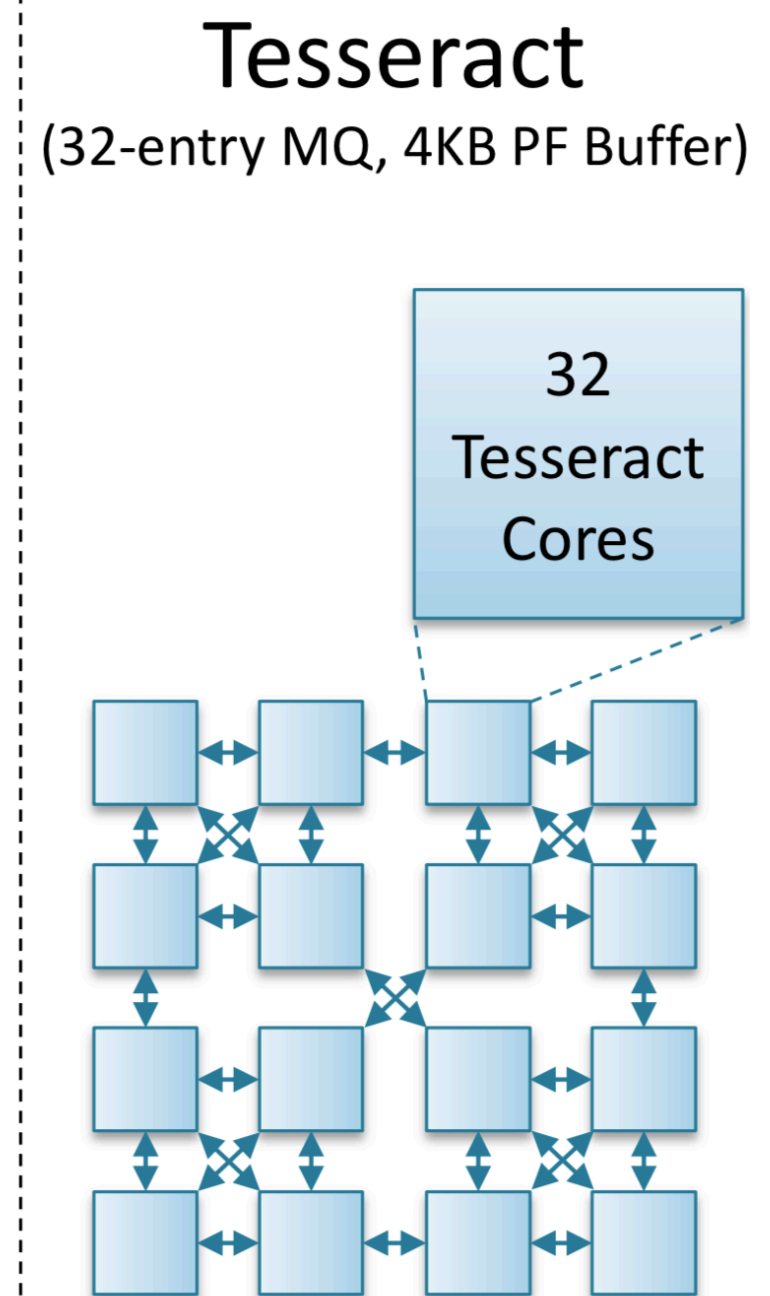 Tesseract
(32-entry MQ, 4KB PF Buffer)
32
Tesseract
Cores